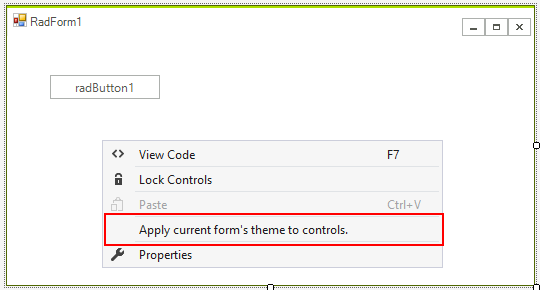 RadForm1
radButton1
View Code F7
Lock Controls
Paste Ctrl+V
Apply current form's theme to controls.
Properties